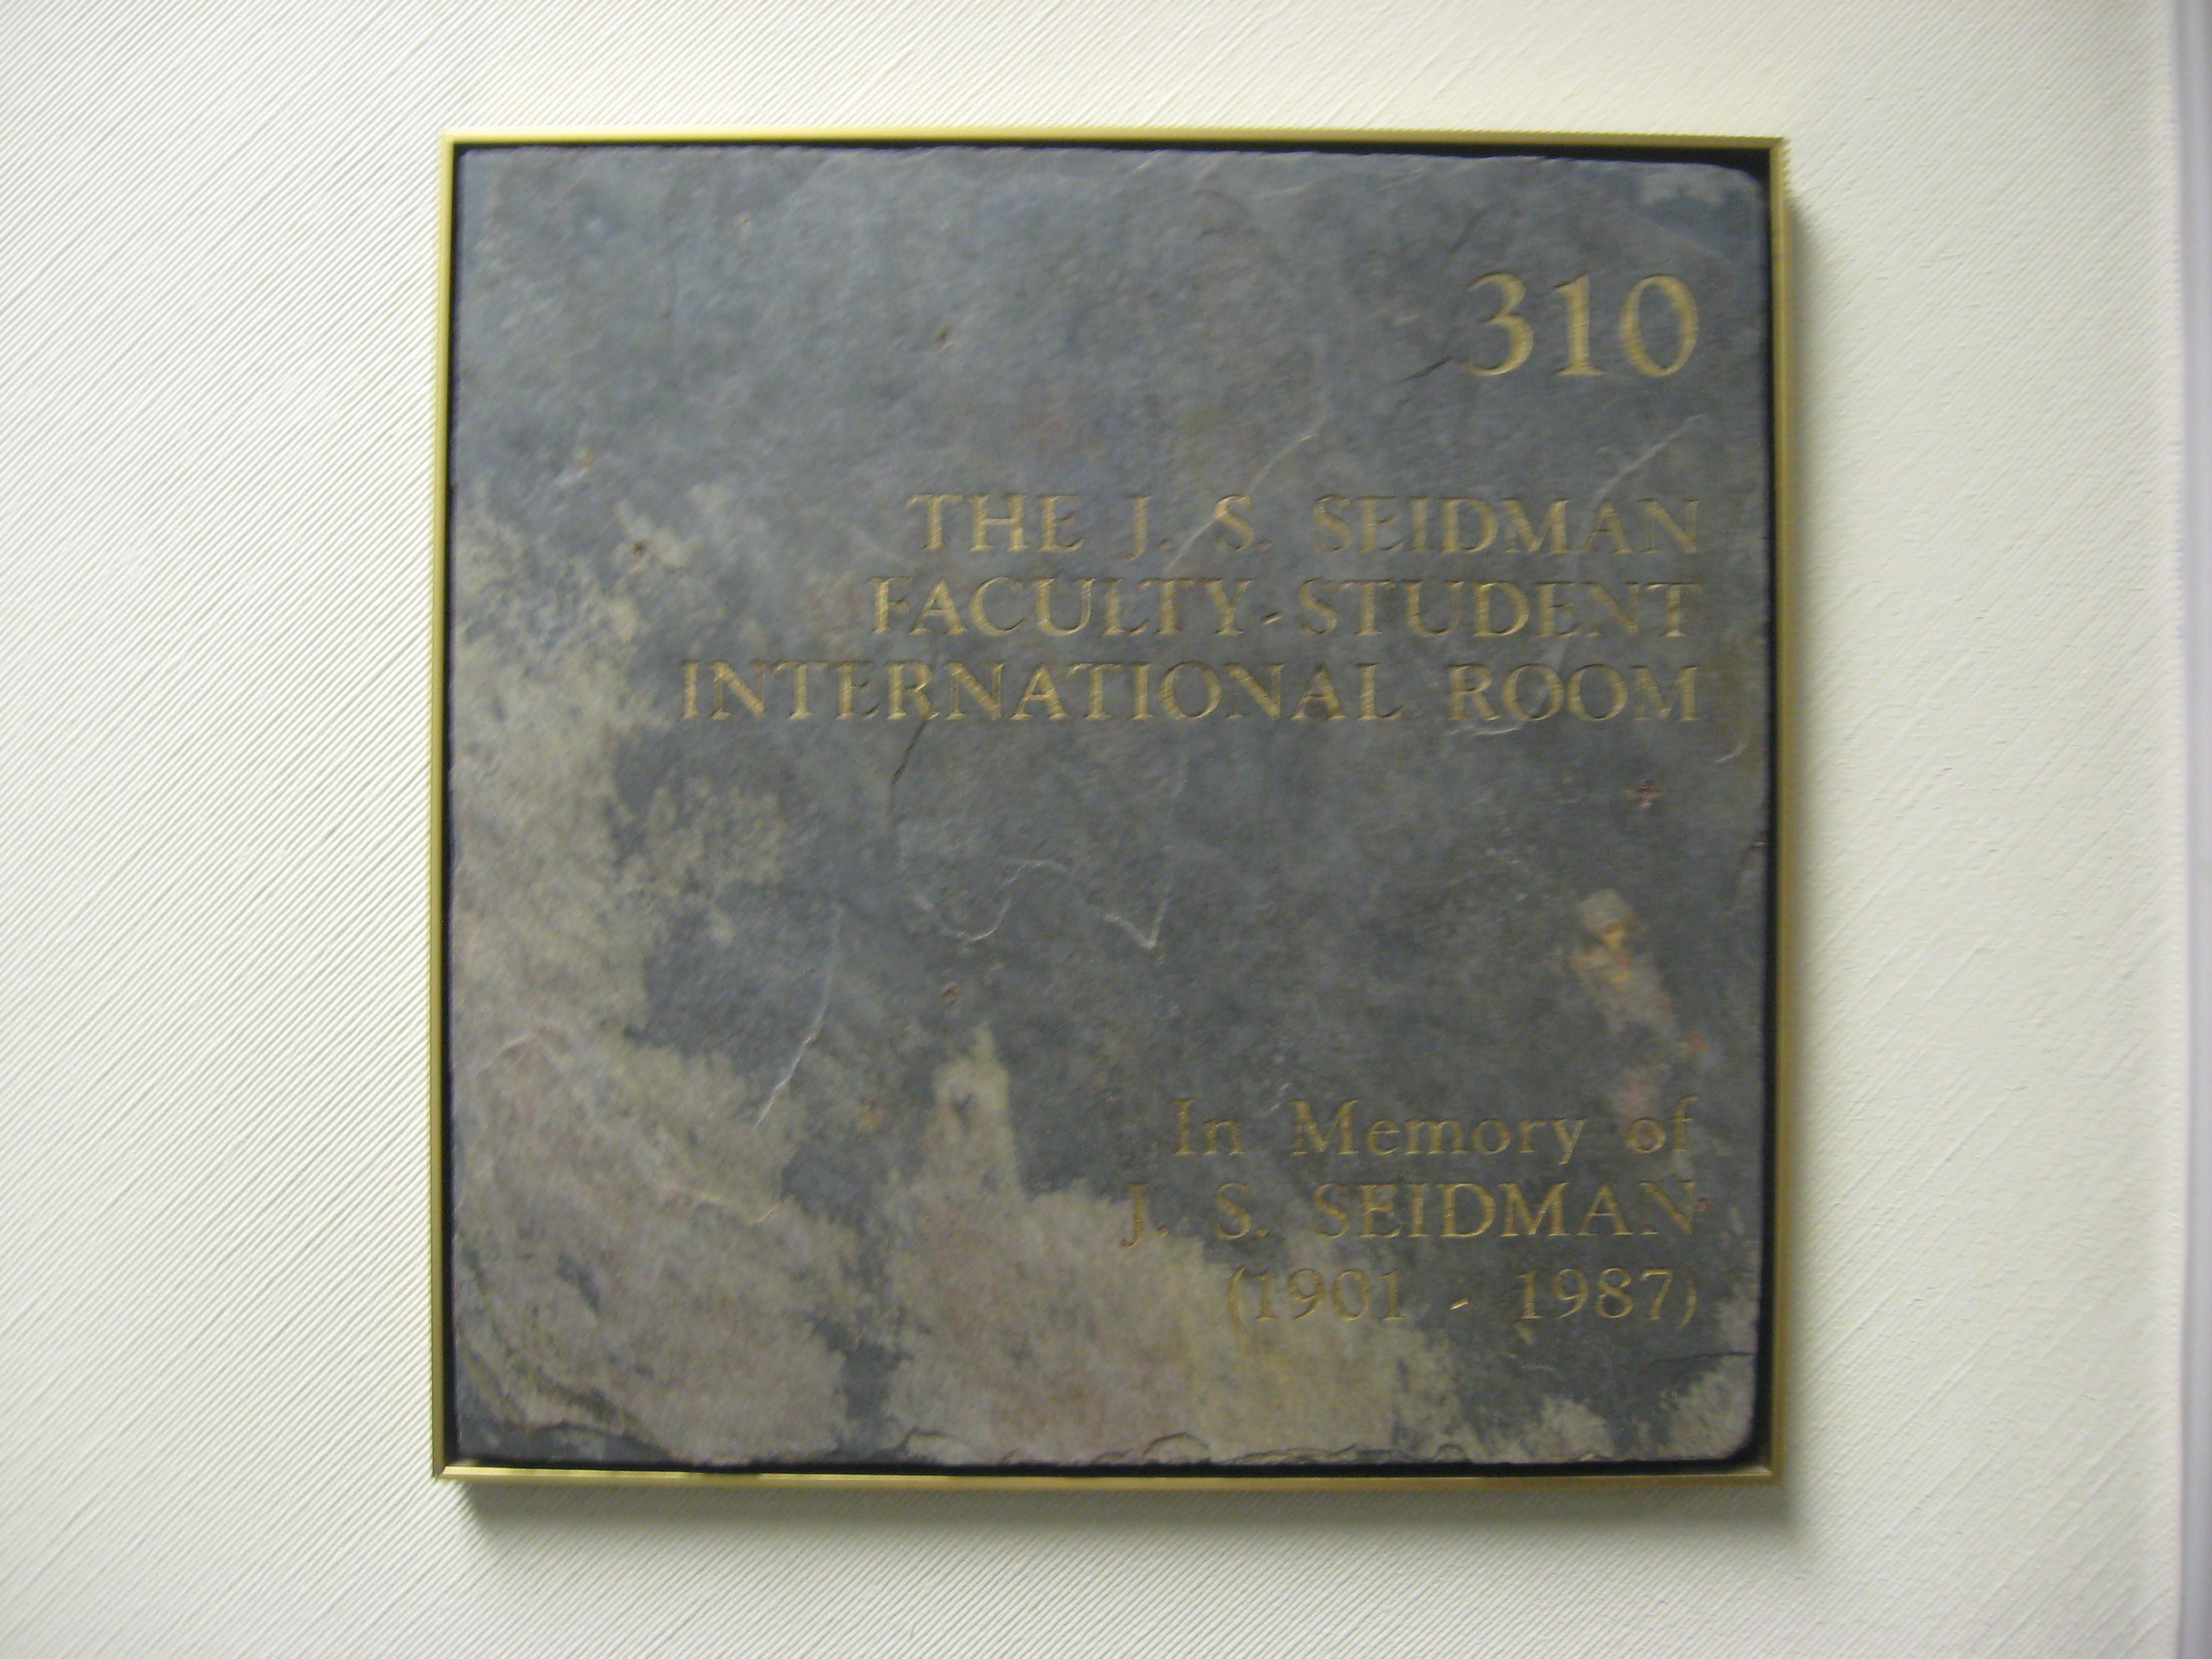 310
THE J. S. SEIDMAN
FACULTY-STUDENT
INTERNATIONAL ROOM
In Memory of
J. S. SEIDMAN
(1901 - 1987)